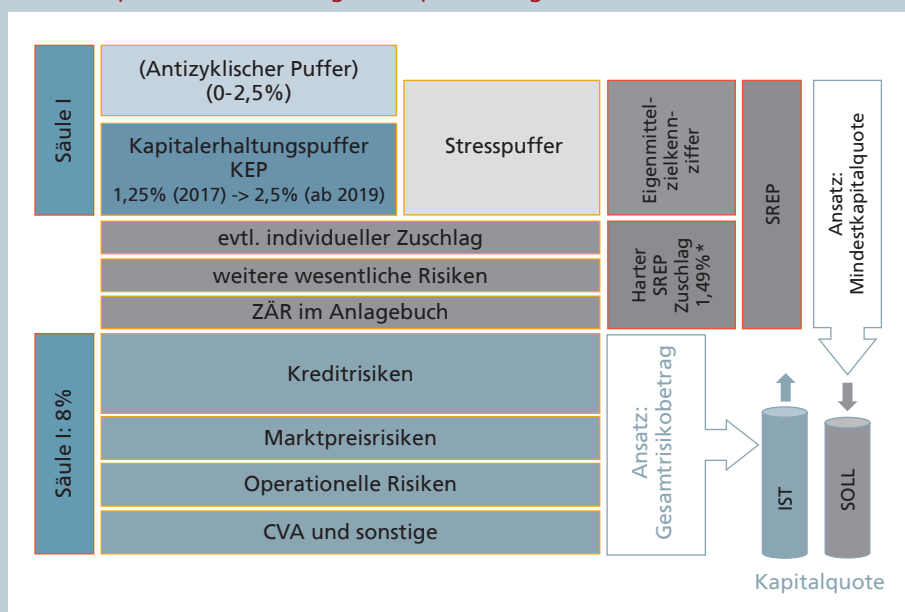 Säule I
(Antizyklischer Puffer)
(0-2,5%)
Kapitalerhaltungspuffer
KEP
1,25% (2017) -> 2,5% (ab 2019)
Stresspuffer
Eigenmittel-
zielkenn-
ziffer
SREP
Ansatz:
Mindestkapitalquote
evtl. individueller Zuschlag
weitere wesentliche Risiken
ZÄR im Anlagebuch
Harter
SREP
Zuschlag
1,49%*
Säule I: 8%
Kreditrisiken
Marktpreisrisiken
Operationelle Risiken
CVA und sonstige
Ansatz:
Gesamtrisikobetrag
IST
SOLL
Kapitalquote